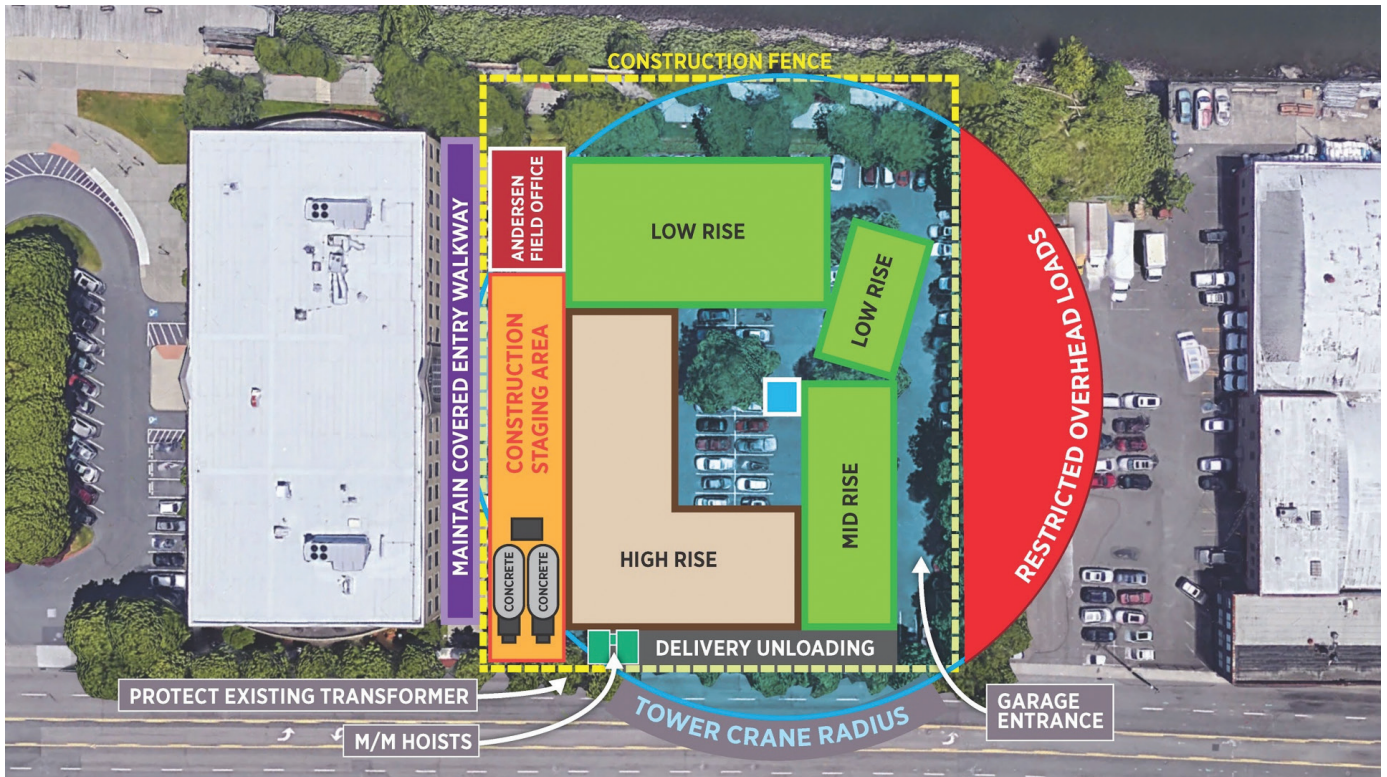 CONSTRUCTION FENCE
MAINTAIN COVERED ENTRY WALKWAY
ANDERSEN
FIELD OFFICE
LOW RISE
LOW RISE
CONSTRUCTION
STAGING AREA
RESTRICTED OVERHEAD LOADS
HIGH RISE
MID RISE
CONCRETE
CONCRETE
DELIVERY UNLOADING
PROTECT EXISTING TRANSFORMER
M/M HOISTS
TOWER CRANE RADIUS
GARAGE
ENTRANCE